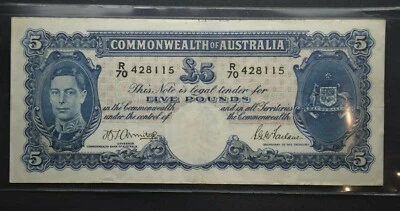 5 COMMONWEALTH OF AUSTRALIA 5
R/70 428115 £5 R/70 428115
This Note is legal tender for
FIVE POUNDS
in the Commonwealth and in all Territories
under the control of the Commonwealth
5 5